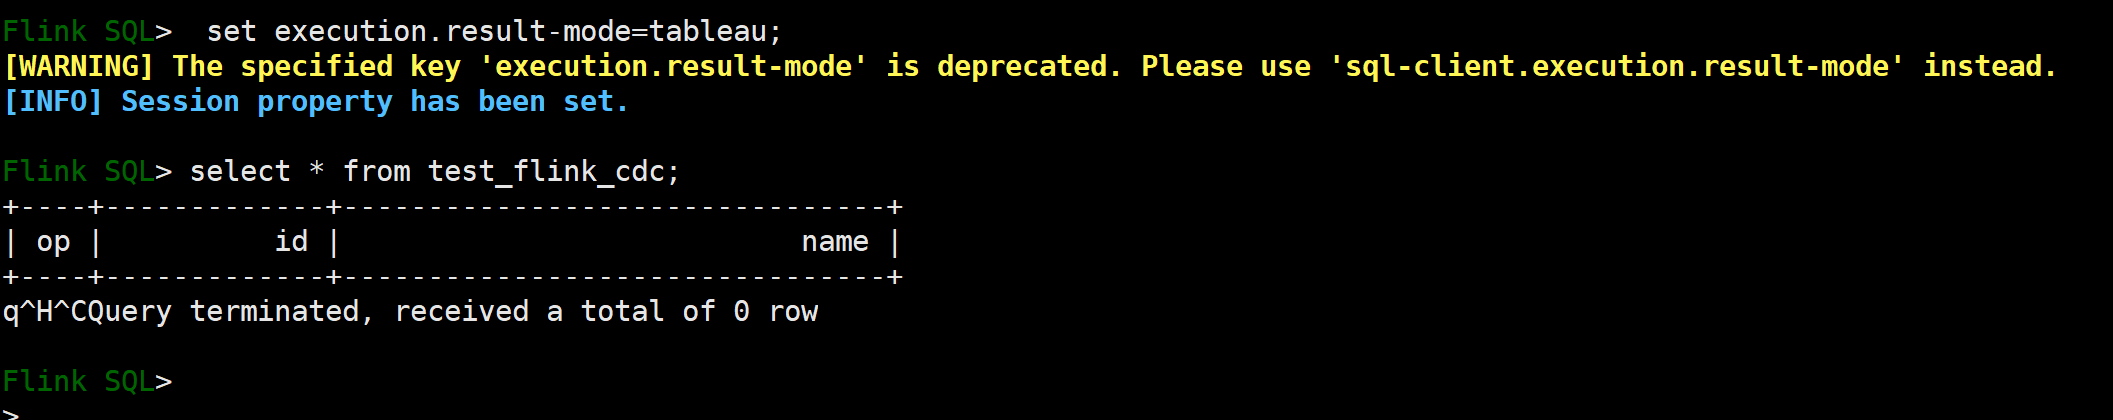 Flink SQL>  set execution.result-mode=tableau;
[WARNING] The specified key 'execution.result-mode' is deprecated. Please use 'sql-client.execution.result-mode' instead.
[INFO] Session property has been set.
Flink SQL> select * from test_flink_cdc;
+----+-------------+--------------------------------+
| op |          id |                           name |
+----+-------------+--------------------------------+
q^H^CQuery terminated, received a total of 0 row
Flink SQL>
>